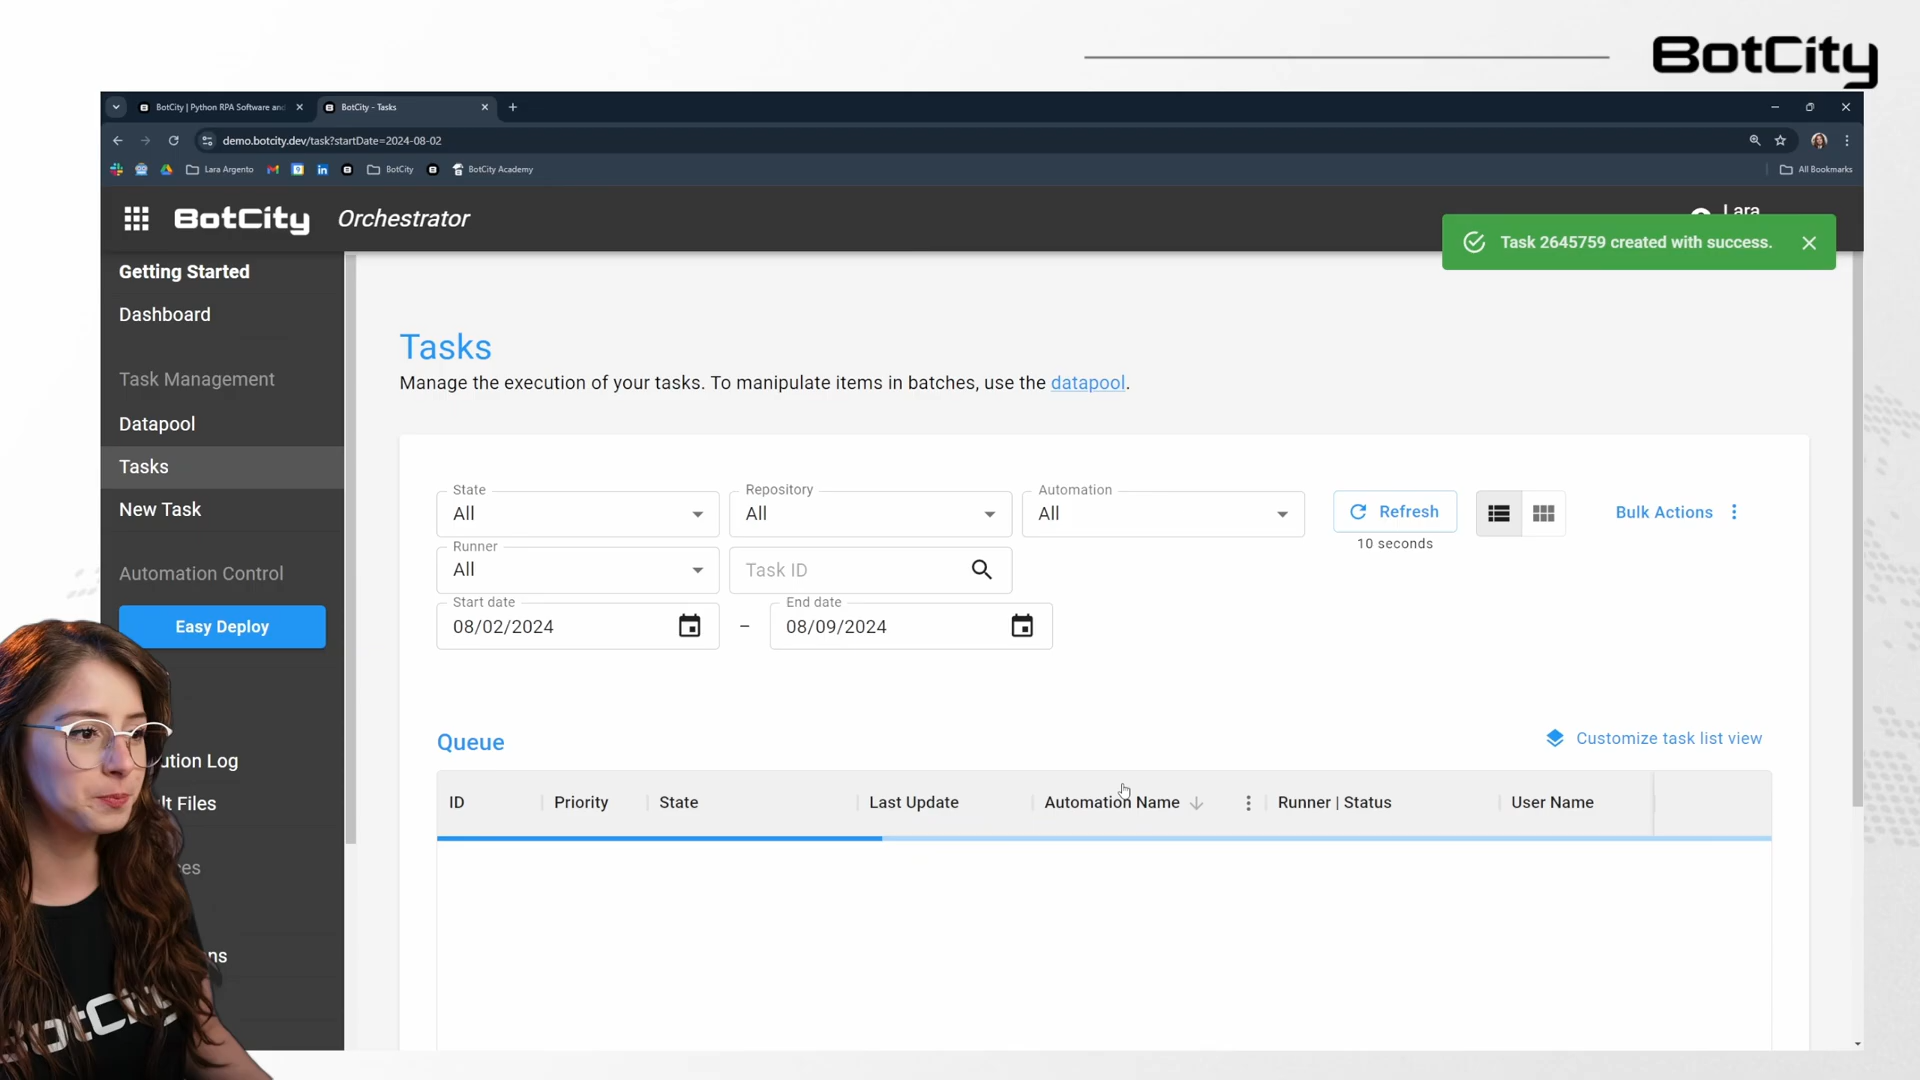 BotCity
BotCity | Python RPA Software and
BotCity - Tasks
demo.botcity.dev/task?startDate=2024-08-02
Lara Argento
BotCity
BotCity Academy
All Bookmarks
BotCity Orchestrator
Lara
Task 2645759 created with success.
Getting Started
Dashboard
Task Management
Datapool
Tasks
New Task
Automation Control
Easy Deploy
ution Log
lt Files
ces
ns
Tasks
Manage the execution of your tasks. To manipulate items in batches, use the datapool.
State
All
Repository
All
Automation
All
Refresh
10 seconds
Bulk Actions
Runner
All
Task ID
Start date
08/02/2024
–
End date
08/09/2024
Queue
Customize task list view
ID Priority State Last Update Automation Name Runner | Status User Name
BotCity